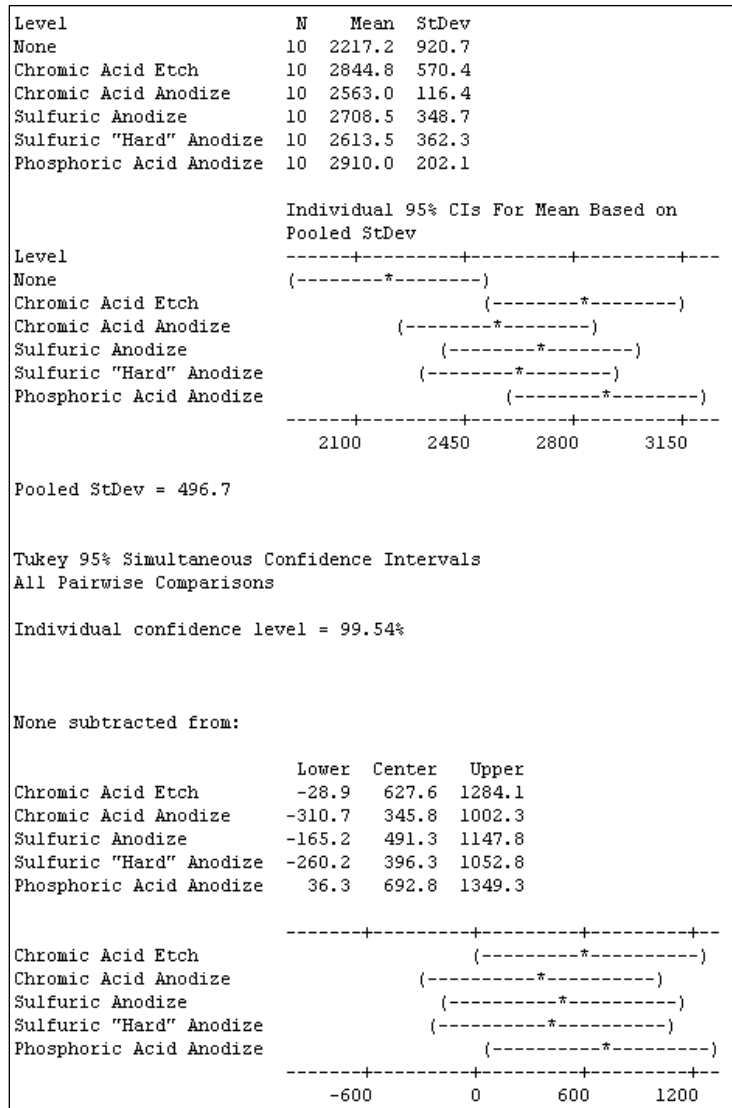 Level                    N    Mean  StDev
None                    10  2217.2  920.7
Chromic Acid Etch       10  2844.8  570.4
Chromic Acid Anodize    10  2563.0  116.4
Sulfuric Anodize        10  2708.5  348.7
Sulfuric "Hard" Anodize 10  2613.5  362.3
Phosphoric Acid Anodize 10  2910.0  202.1
                        Individual 95% CIs For Mean Based on
                        Pooled StDev
Level                   ------+---------+---------+---------+---
None                    (--------*--------)
Chromic Acid Etch                         (--------*--------)
Chromic Acid Anodize              (--------*--------)
Sulfuric Anodize                      (--------*--------)
Sulfuric "Hard" Anodize             (--------*--------)
Phosphoric Acid Anodize                     (--------*--------)
                        ------+---------+---------+---------+---
                           2100      2450      2800      3150
Pooled StDev = 496.7
Tukey 95% Simultaneous Confidence Intervals
All Pairwise Comparisons
Individual confidence level = 99.54%
None subtracted from:
                         Lower  Center   Upper
Chromic Acid Etch        -28.9   627.6  1284.1
Chromic Acid Anodize    -310.7   345.8  1002.3
Sulfuric Anodize        -165.2   491.3  1147.8
Sulfuric "Hard" Anodize -260.2   396.3  1052.8
Phosphoric Acid Anodize   36.3   692.8  1349.3
                        -------+---------+---------+---------+--
Chromic Acid Etch                        (----------*----------)
Chromic Acid Anodize                (----------*----------)
Sulfuric Anodize                      (----------*----------)
Sulfuric "Hard" Anodize              (----------*----------)
Phosphoric Acid Anodize                   (----------*---------)
                        -------+---------+---------+---------+--
                            -600         0       600      1200